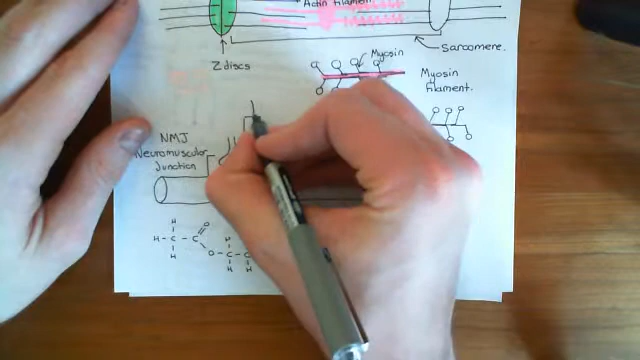 Actin filament.
Sarcomere.
Z discs
Myosin
Myosin
filament.
NMJ
Neuromuscular
Junction
H
O
H - C - C
H
H
O - C - C
H H